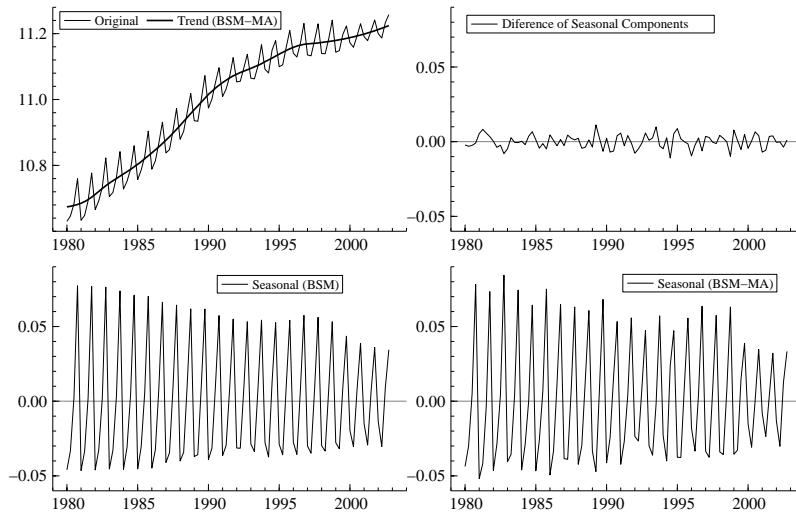 Original Trend (BSM−MA)
11.2
11.0
10.8
1980 1985 1990 1995 2000
Diference of Seasonal Components
0.05
0.00
−0.05
1980 1985 1990 1995 2000
Seasonal (BSM)
0.05
0.00
−0.05
1980 1985 1990 1995 2000
Seasonal (BSM−MA)
0.05
0.00
−0.05
1980 1985 1990 1995 2000